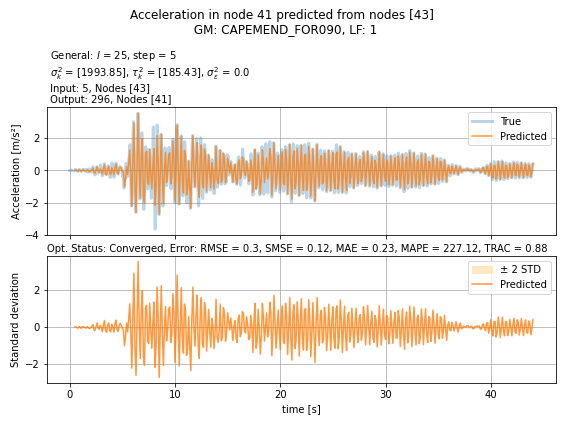 Acceleration in node 41 predicted from nodes [43]
GM: CAPEMEND_FOR090, LF: 1
General: l = 25, step = 5
σ²ₖ = [1993.85], τ²ₖ = [185.43], σ²ε = 0.0
Input: 5, Nodes [43]
Output: 296, Nodes [41]
True
Predicted
Acceleration [m/s²]
2
0
−2
−4
Opt. Status: Converged, Error: RMSE = 0.3, SMSE = 0.12, MAE = 0.23, MAPE = 227.12, TRAC = 0.88
± 2 STD
Predicted
Standard deviation
2
0
−2
0
10
20
30
40
time [s]